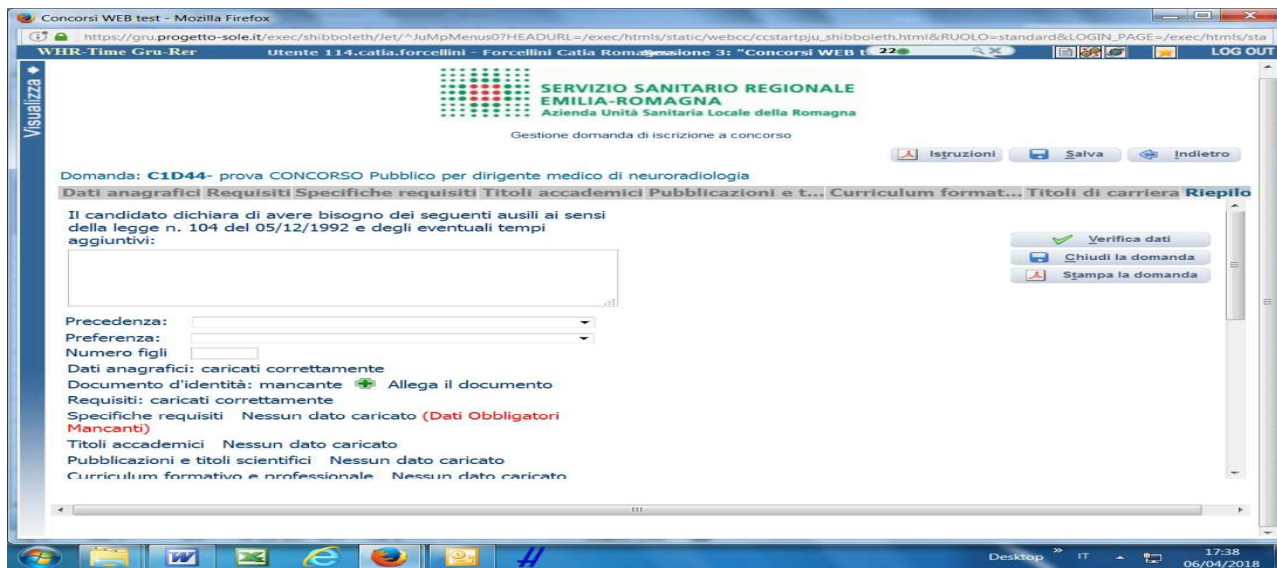 Concorsi WEB test - Mozilla Firefox
https://gru.progetto-sole.it/exec/shibboleth/Jet/^JuMpMenus0?HEADURL=/exec/htmls/static/webcc/ccstartpju_shibboleth.html&RUOLO=standard&LOGIN_PAGE=/exec/htmls/sta
WHR-Time Gru-Rer Utente 114.catia.forcellini - Forcellini Catia 3: "Concorsi WEB t 22 LOG OUT
Visualizza
SERVIZIO SANITARIO REGIONALE
EMILIA-ROMAGNA
Azienda Unità Sanitaria Locale della Romagna
Gestione domanda di iscrizione a concorso
Istruzioni Salva Indietro
Domanda: C1D44- prova CONCORSO Pubblico per dirigente medico di neuroradiologia
Dati anagrafici Requisiti Specifiche requisiti Titoli accademici Pubblicazioni e t... Curriculum format... Titoli di carriera Riepilo
Il candidato dichiara di avere bisogno dei seguenti ausili ai sensi
della legge n. 104 del 05/12/1992 e degli eventuali tempi
aggiuntivi:
Verifica dati
Chiudi la domanda
Stampa la domanda
Precedenza:
Preferenza:
Numero figli
Dati anagrafici: caricati correttamente
Documento d'identità: mancante Allega il documento
Requisiti: caricati correttamente
Specifiche requisiti Nessun dato caricato (Dati Obbligatori
Mancanti)
Titoli accademici Nessun dato caricato
Pubblicazioni e titoli scientifici Nessun dato caricato
Curriculum formativo e professionale Nessun dato caricato
Desktop IT 17:38
06/04/2018